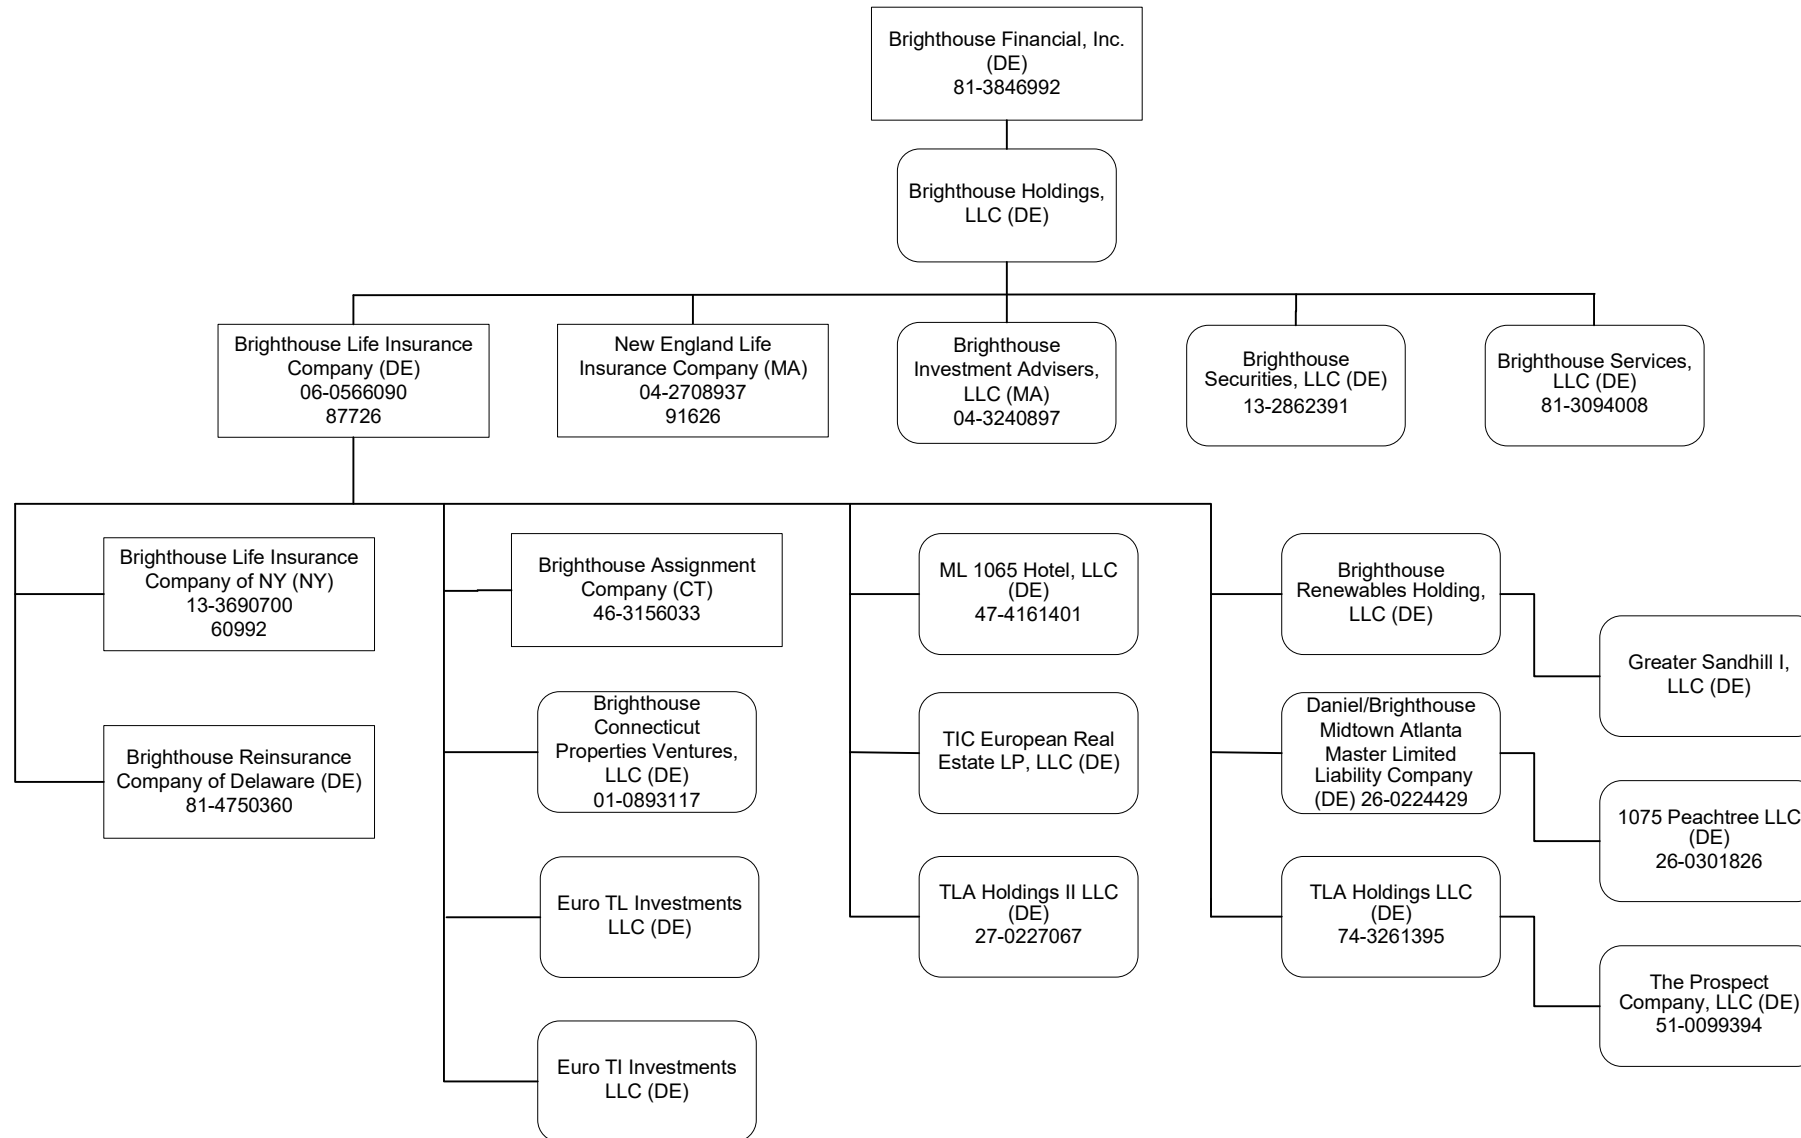 Brighthouse Financial, Inc.
(DE)
81-3846992
Brighthouse Holdings,
LLC (DE)
Brighthouse Life Insurance
Company (DE)
06-0566090
87726
New England Life
Insurance Company (MA)
04-2708937
91626
Brighthouse
Investment Advisers,
LLC (MA)
04-3240897
Brighthouse
Securities, LLC (DE)
13-2862391
Brighthouse Services,
LLC (DE)
81-3094008
Brighthouse Life Insurance
Company of NY (NY)
13-3690700
60992
Brighthouse Reinsurance
Company of Delaware (DE)
81-4750360
Brighthouse Assignment
Company (CT)
46-3156033
Brighthouse
Connecticut
Properties Ventures,
LLC (DE)
01-0893117
Euro TL Investments
LLC (DE)
Euro TI Investments
LLC (DE)
ML 1065 Hotel, LLC
(DE)
47-4161401
TIC European Real
Estate LP, LLC (DE)
TLA Holdings II LLC
(DE)
27-0227067
Brighthouse
Renewables Holding,
LLC (DE)
Daniel/Brighthouse
Midtown Atlanta
Master Limited
Liability Company
(DE) 26-0224429
TLA Holdings LLC
(DE)
74-3261395
Greater Sandhill I,
LLC (DE)
1075 Peachtree LLC
(DE)
26-0301826
The Prospect
Company, LLC (DE)
51-0099394